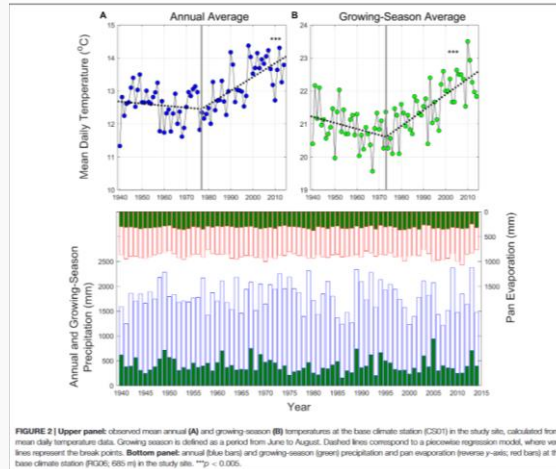 A Annual Average
B Growing-Season Average
***
***
Mean Daily Temperature (°C)
15
14
13
12
11
10
24
23
22
21
20
19
1940 1950 1960 1970 1980 1990 2000 2010
1940 1950 1960 1970 1980 1990 2000 2010
Annual and Growing-Season
Precipitation (mm)
2500
2000
1500
1000
500
0
0
500
1000
1500
Pan Evaporation (mm)
1940 1945 1950 1955 1960 1965 1970 1975 1980 1985 1990 1995 2000 2005 2010 2015
Year
FIGURE 2 | Upper panel: observed mean annual (A) and growing-season (B) temperatures at the base climate station (CS01) in the study site, calculated from
mean daily temperature data. Growing season is defined as a period from June to August. Dashed lines correspond to a piecewise regression model, where ver
lines represent the break points. Bottom panel: annual (blue bars) and growing-season (green) precipitation and pan evaporation (reverse y-axis; red bars) at th
base climate station (RG06; 685 m) in the study site. ***p < 0.005.